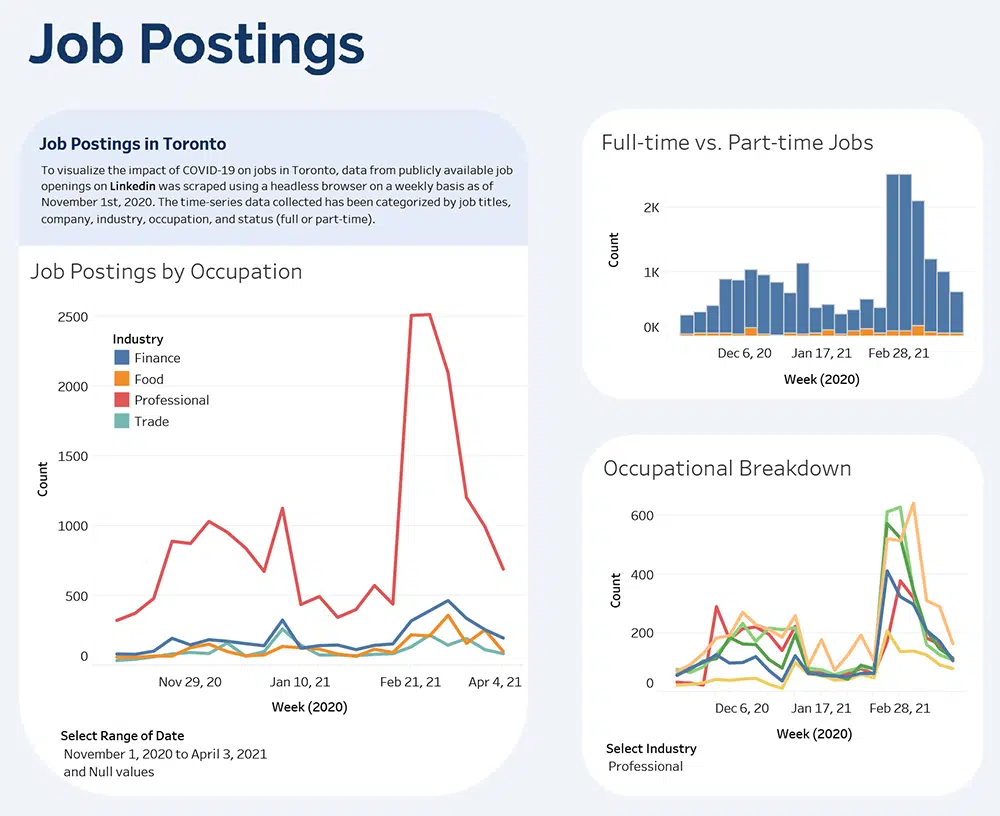 Job Postings
Job Postings in Toronto
To visualize the impact of COVID-19 on jobs in Toronto, data from publicly available job
openings on Linkedin was scraped using a headless browser on a weekly basis as of
November 1st, 2020. The time-series data collected has been categorized by job titles,
company, industry, occupation, and status (full or part-time).
Job Postings by Occupation
2500
2000
1500
1000
500
0
Count
Industry
Finance
Food
Professional
Trade
Nov 29, 20
Jan 10, 21
Feb 21, 21
Apr 4, 21
Week (2020)
Select Range of Date
November 1, 2020 to April 3, 2021
and Null values
Full-time vs. Part-time Jobs
2K
1K
0K
Count
Dec 6, 20
Jan 17, 21
Feb 28, 21
Week (2020)
Occupational Breakdown
600
400
200
0
Count
Dec 6, 20
Jan 17, 21
Feb 28, 21
Week (2020)
Select Industry
Professional